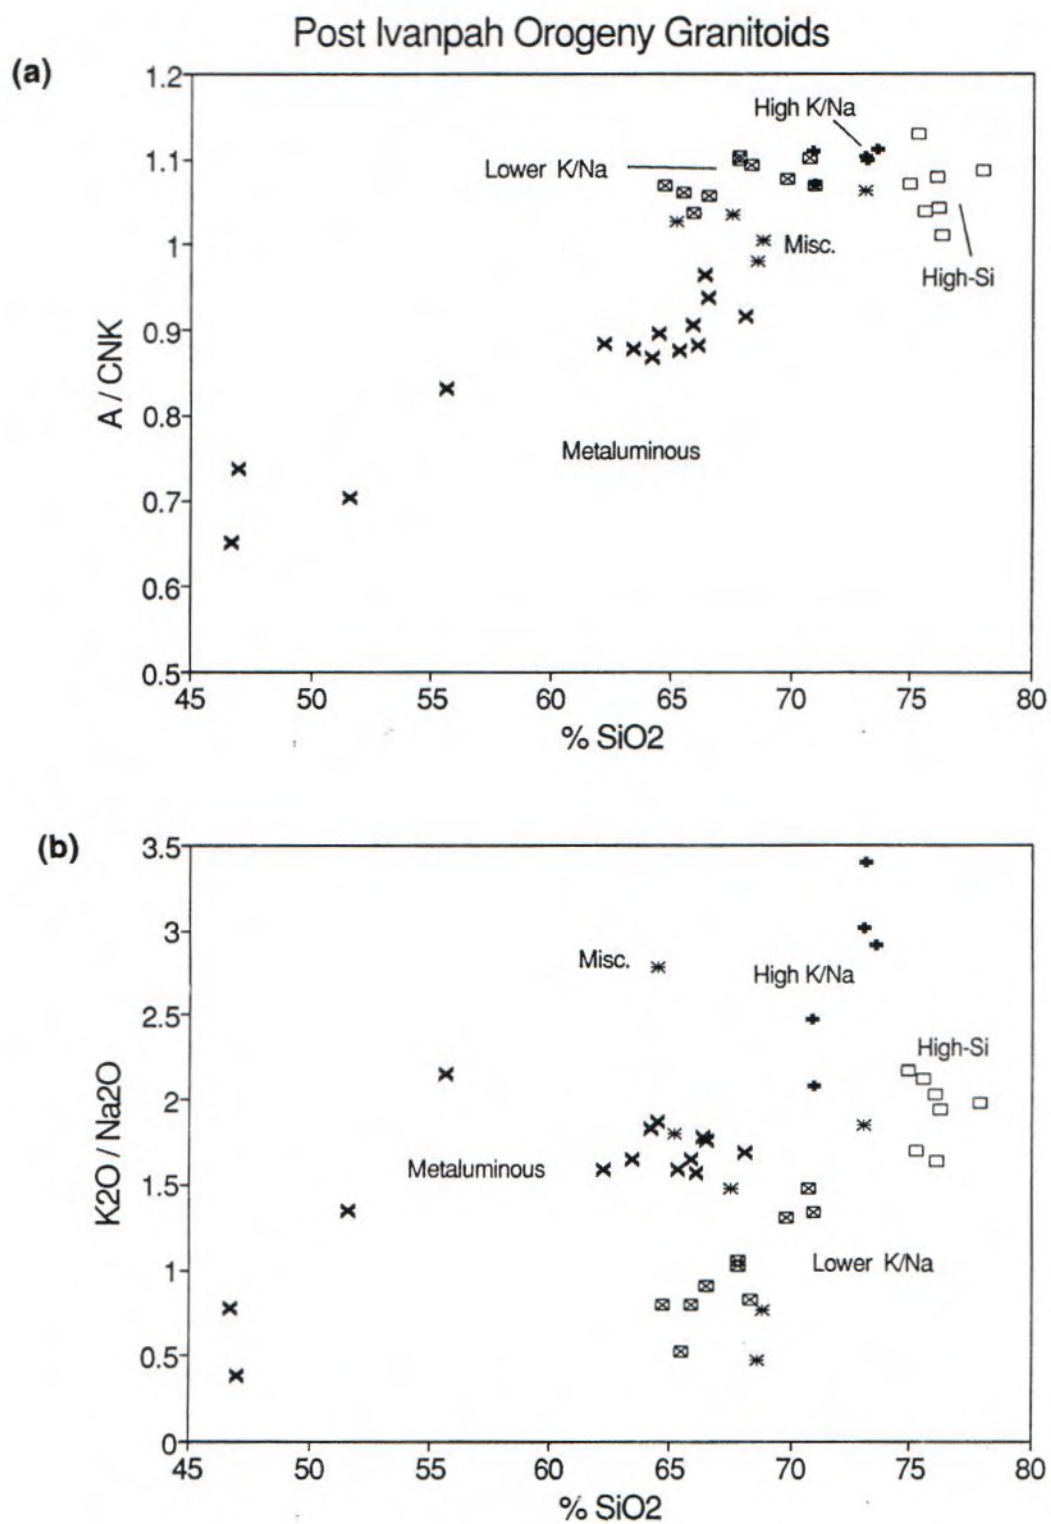 Post Ivanpah Orogeny Granitoids
(a)
1.2
1.1
1
0.9
0.8
0.7
0.6
0.5
A / CNK
High K/Na
Lower K/Na
Misc.
High-Si
Metaluminous
45 50 55 60 65 70 75 80
% SiO2
(b)
3.5
3
2.5
2
1.5
1
0.5
0
K2O / Na2O
Misc.
High K/Na
High-Si
Metaluminous
Lower K/Na
45 50 55 60 65 70 75 80
% SiO2